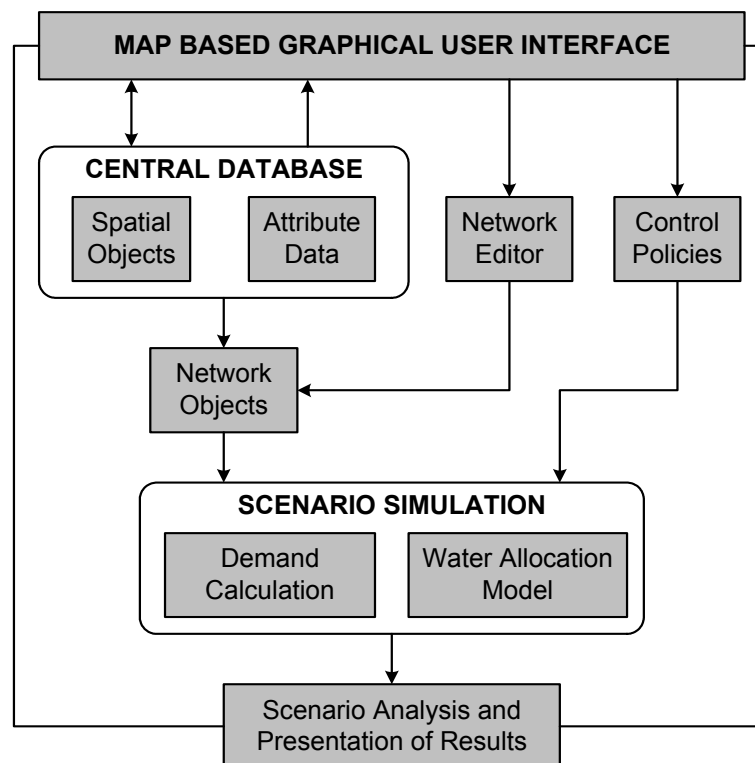 MAP BASED GRAPHICAL USER INTERFACE
CENTRAL DATABASE
Spatial
Objects
Attribute
Data
Network
Editor
Control
Policies
Network
Objects
SCENARIO SIMULATION
Demand
Calculation
Water Allocation
Model
Scenario Analysis and
Presentation of Results